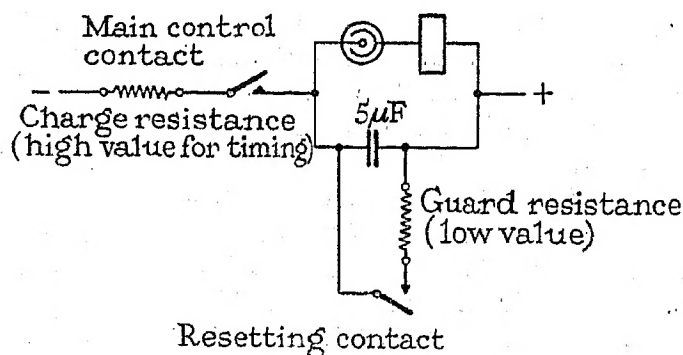 Main control
contact
− +
Charge resistance
(high value for timing)
5μF
Guard resistance
(low value)
Resetting contact